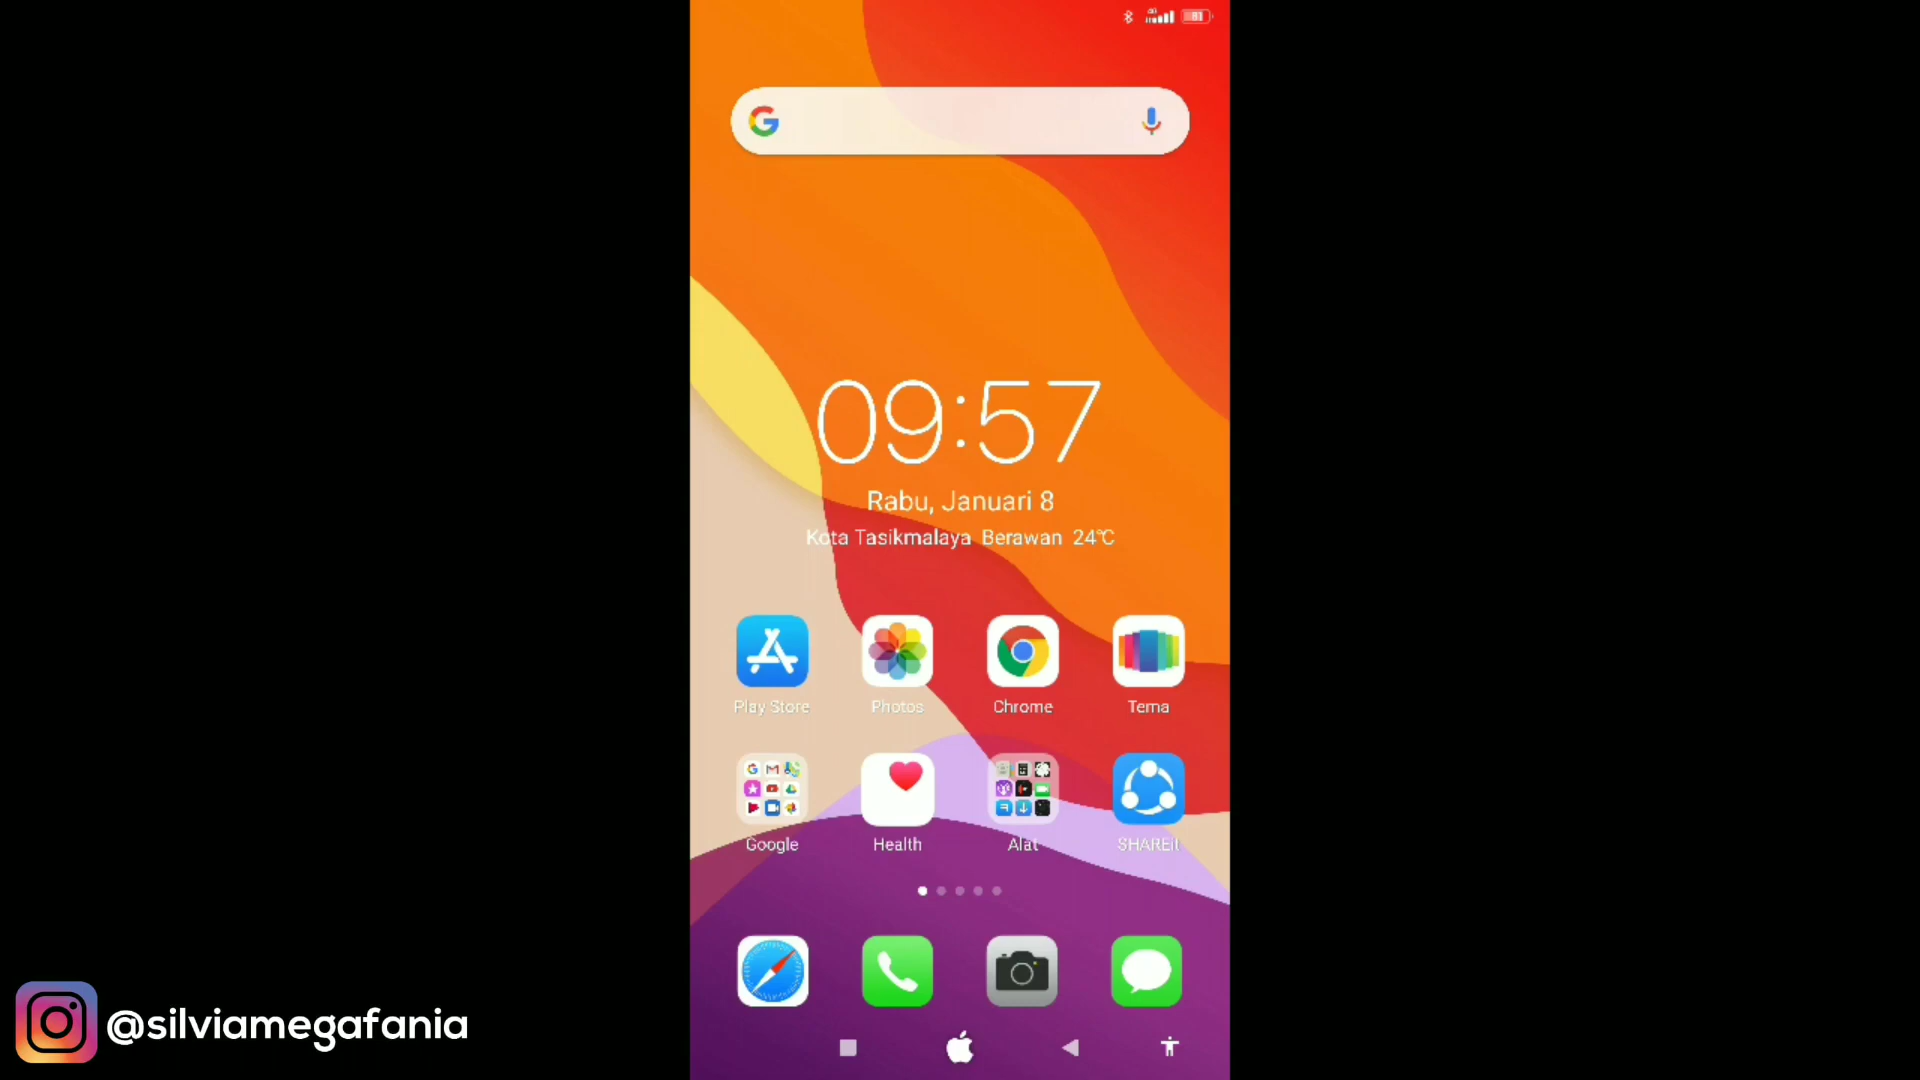 81
09:57
Rabu, Januari 8
Kota Tasikmalaya Berawan 24°C
Play Store Photos Chrome Tema
Google Health Alat SHAREit
@silviamegafania